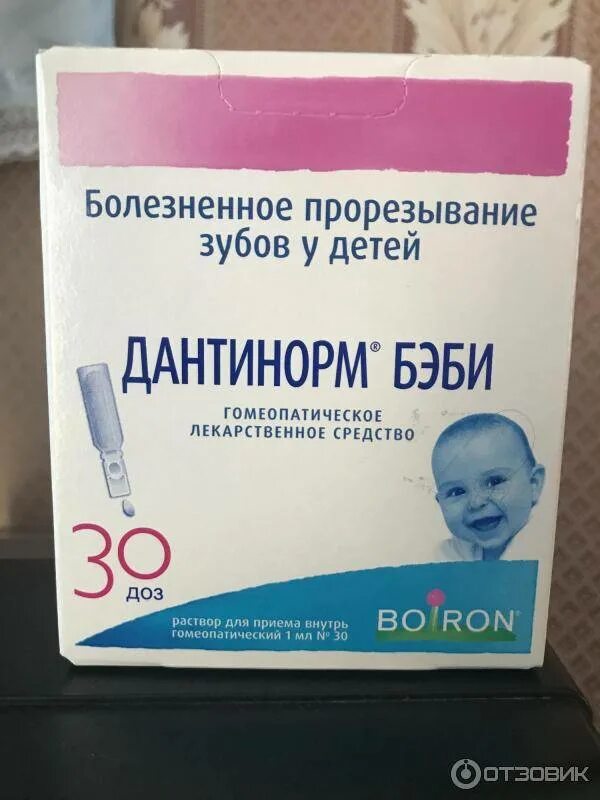 Болезненное прорезывание
зубов у детей
ДАНТИНОРМ® БЭБИ
ГОМЕОПАТИЧЕСКОЕ
ЛЕКАРСТВЕННОЕ СРЕДСТВО
30
доз
раствор для приема внутрь
гомеопатический 1 мл № 30
BOIRON®
ОТЗОВИК